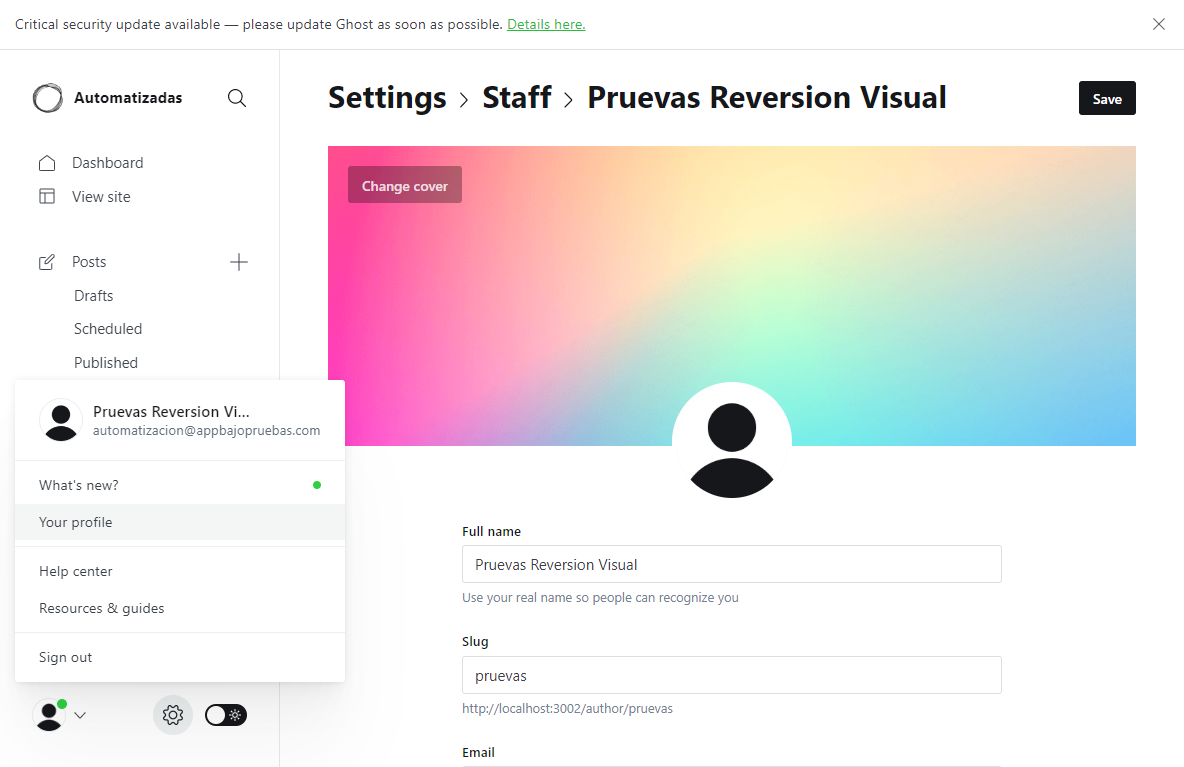 Critical security update available — please update Ghost as soon as possible. Details here.
Automatizadas
Dashboard
View site
Posts
Drafts
Scheduled
Published
Pruevas Reversion Vi...
automatizacion@appbajopruebas.com
What's new?
Your profile
Help center
Resources & guides
Sign out
Settings > Staff > Pruevas Reversion Visual
Save
Change cover
Full name
Pruevas Reversion Visual
Use your real name so people can recognize you
Slug
pruevas
http://localhost:3002/author/pruevas
Email